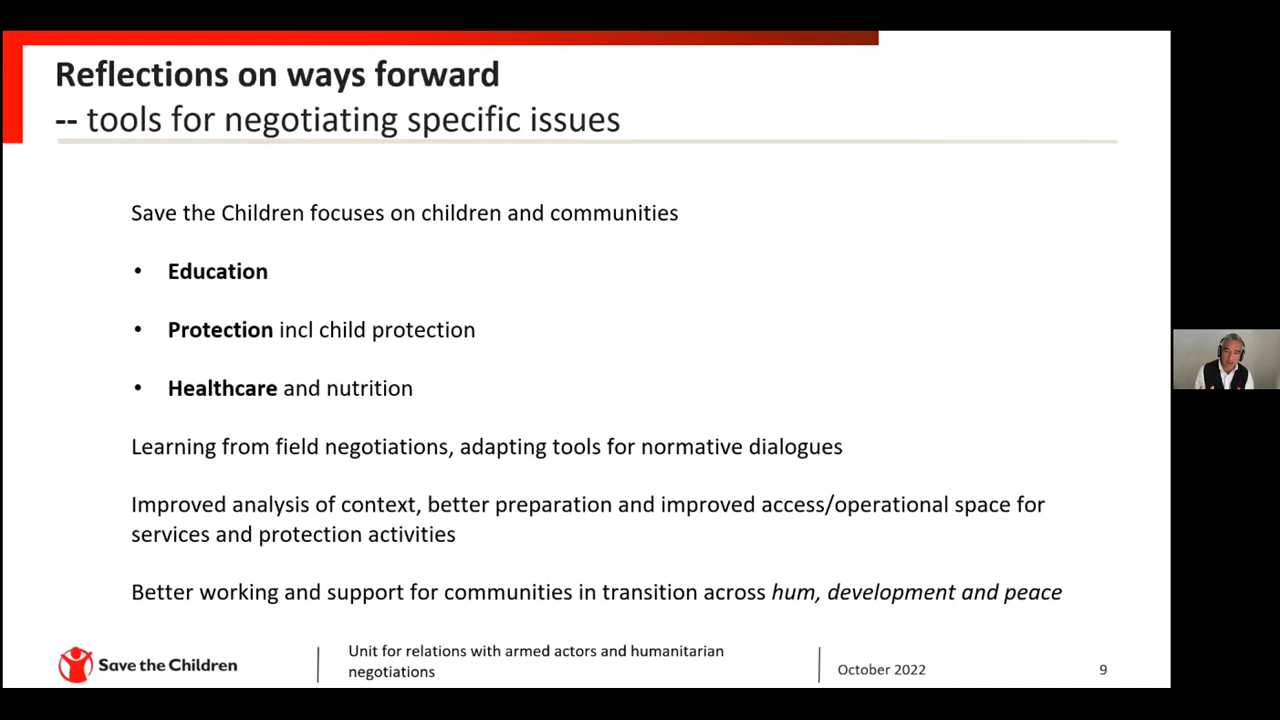 Reflections on ways forward
-- tools for negotiating specific issues
Save the Children focuses on children and communities
• Education
• Protection incl child protection
• Healthcare and nutrition
Learning from field negotiations, adapting tools for normative dialogues
Improved analysis of context, better preparation and improved access/operational space for
services and protection activities
Better working and support for communities in transition across hum, development and peace
Save the Children
Unit for relations with armed actors and humanitarian
negotiations
October 2022
9